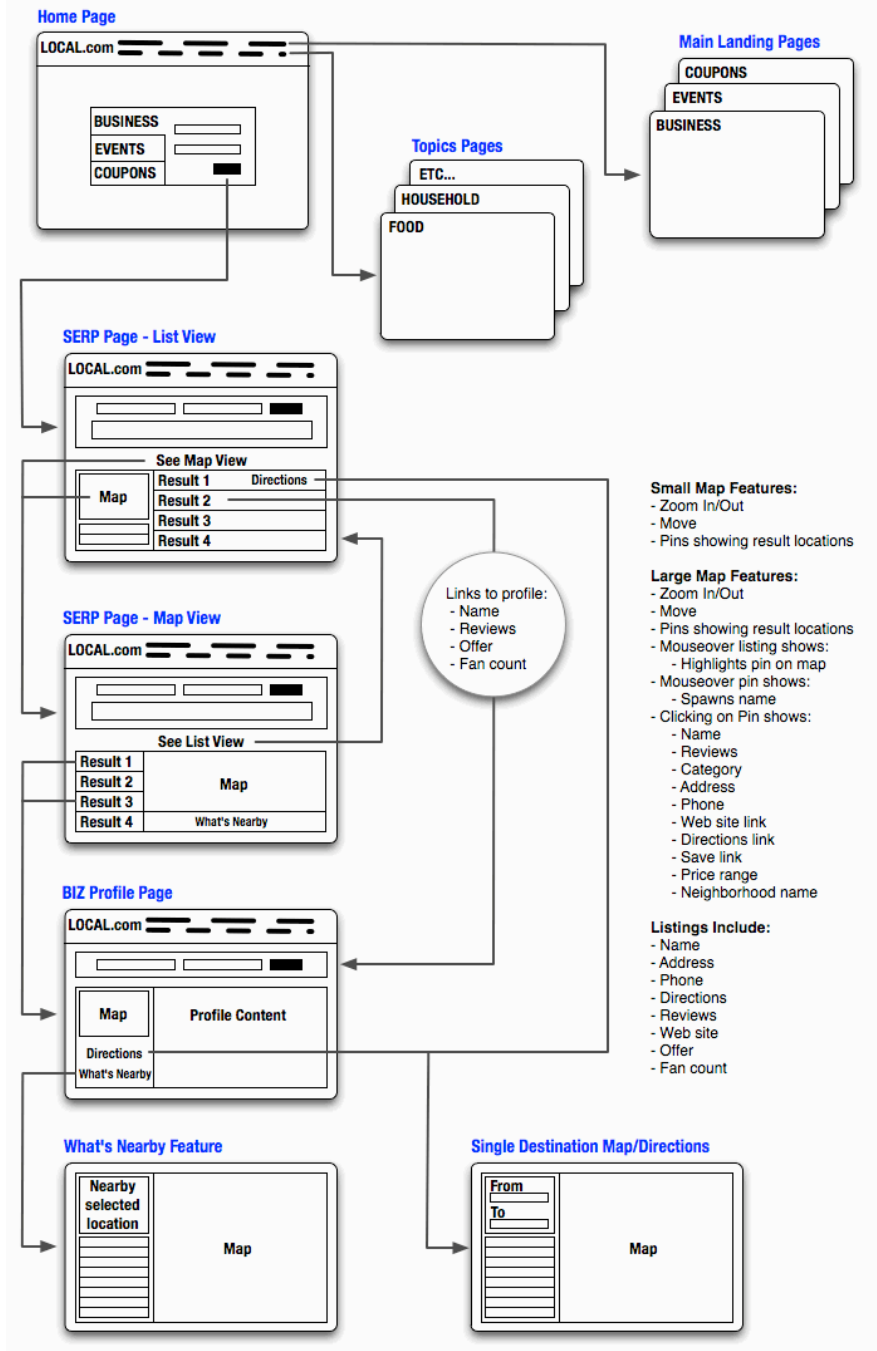 Home Page
LOCAL.com
BUSINESS
EVENTS
COUPONS
Main Landing Pages
COUPONS
EVENTS
BUSINESS
Topics Pages
ETC...
HOUSEHOLD
FOOD
SERP Page - List View
LOCAL.com
See Map View
Map
Result 1 Directions
Result 2
Result 3
Result 4
Links to profile:
- Name
- Reviews
- Offer
- Fan count
SERP Page - Map View
LOCAL.com
See List View
Result 1
Result 2
Result 3
Result 4
Map
What's Nearby
BIZ Profile Page
LOCAL.com
Map
Profile Content
Directions
What's Nearby
What's Nearby Feature
Nearby
selected
location
Map
Single Destination Map/Directions
From
To
Map
Small Map Features:
- Zoom In/Out
- Move
- Pins showing result locations
Large Map Features:
- Zoom In/Out
- Move
- Pins showing result locations
- Mouseover listing shows:
- Highlights pin on map
- Mouseover pin shows:
- Spawns name
- Clicking on Pin shows:
- Name
- Reviews
- Category
- Address
- Phone
- Web site link
- Directions link
- Save link
- Price range
- Neighborhood name
Listings Include:
- Name
- Address
- Phone
- Directions
- Reviews
- Web site
- Offer
- Fan count